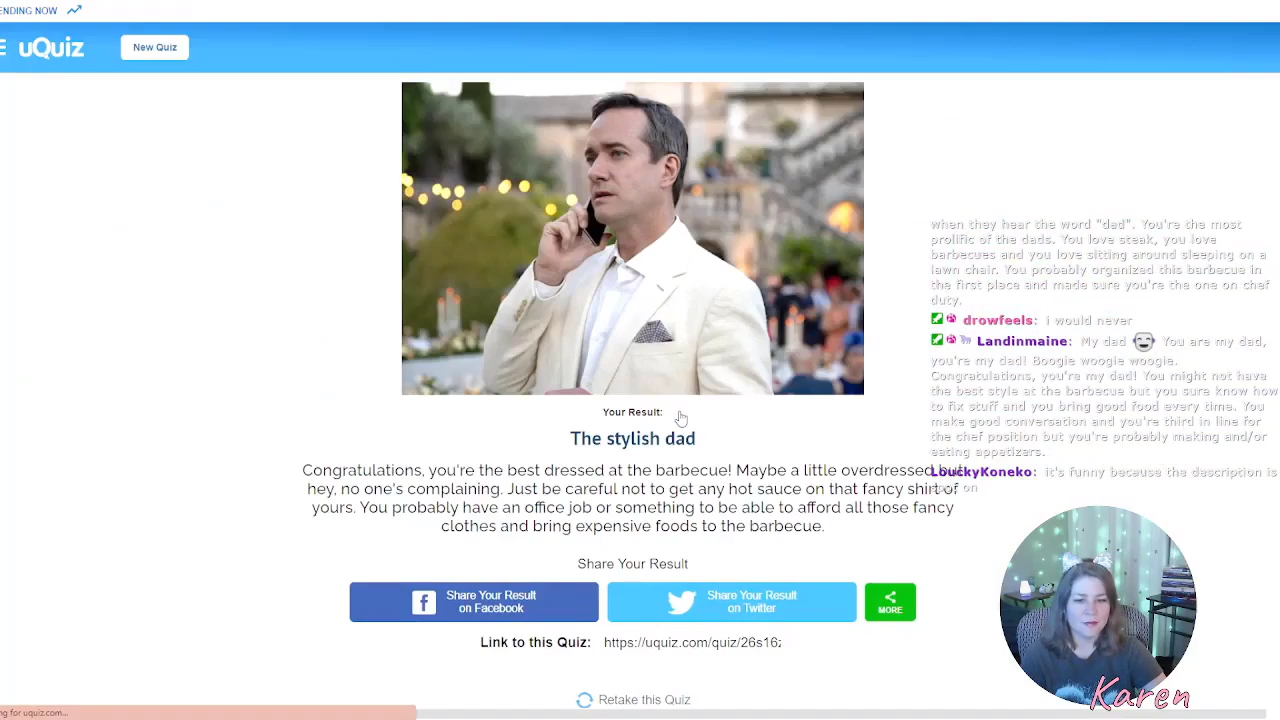 ENDING NOW
uQuiz
New Quiz
when they hear the word "dad". You're the most
prolific of the dads. You love steak, you love
barbecues and you love sitting around sleeping on a
lawn chair. You probably organized this barbecue in
the first place and made sure you're the one on chef
duty.
drowfeels: i would never
Landinmaine: My dad You are my dad,
you're my dad! Boogie woogie woogie.
Congratulations, you're my dad! You might not have
the best style at the barbecue but you sure know how
to fix stuff and you bring good food every time. You
make good conversation and you're third in line for
the chef position but you're probably making and/or
eating appetizers.
LouckyKoneko: it's funny because the description is
on
Your Result:
The stylish dad
Congratulations, you're the best dressed at the barbecue! Maybe a little overdressed but
hey, no one's complaining. Just be careful not to get any hot sauce on that fancy shirt of
yours. You probably have an office job or something to be able to afford all those fancy
clothes and bring expensive foods to the barbecue.
Share Your Result
Share Your Result
on Facebook
Share Your Result
on Twitter
MORE
Link to this Quiz: https://uquiz.com/quiz/26s16z
Retake this Quiz
ng for uquiz.com...
Karen